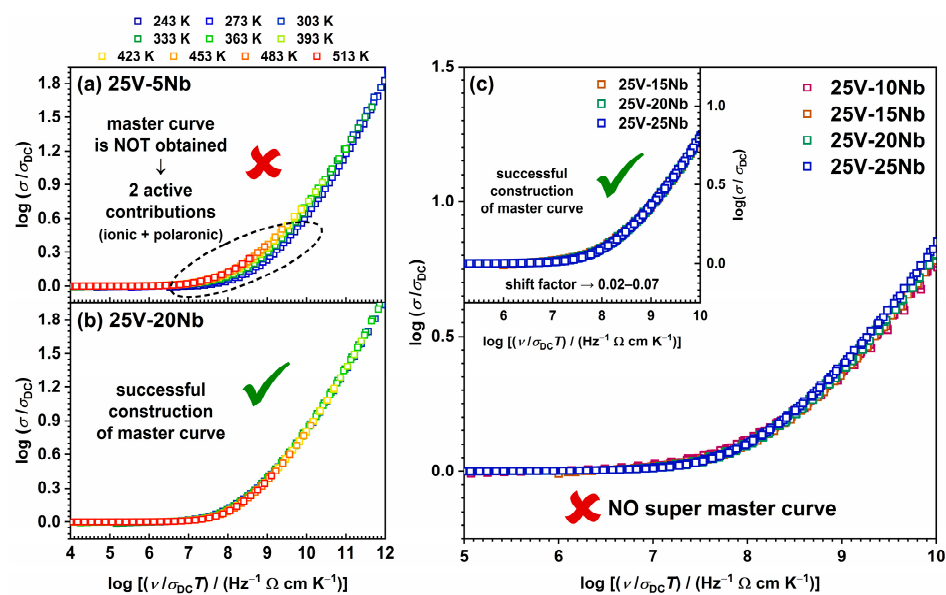 243 K 273 K 303 K
333 K 363 K 393 K
423 K 453 K 483 K 513 K
(a) 25V-5Nb
master curve
is NOT obtained
↓
2 active
contributions
(ionic + polaronic)
log (σ/σDC)
1.8
1.5
1.2
0.9
0.6
0.3
0.0
(b) 25V-20Nb
successful
construction
of master curve
log (σ/σDC)
1.8
1.5
1.2
0.9
0.6
0.3
0.0
4 5 6 7 8 9 10 11 12
log [(ν/σDCT) / (Hz⁻¹ Ω cm K⁻¹)]
(c)
25V-15Nb
25V-20Nb
25V-25Nb
successful
construction
of master curve
shift factor → 0.02–0.07
log(σ/σDC)
1.0
0.5
0.0
6 7 8 9 10
log [(ν/σDCT) / (Hz⁻¹ Ω cm K⁻¹)]
25V-10Nb
25V-15Nb
25V-20Nb
25V-25Nb
log (σ/σDC)
1.5
1.0
0.5
0.0
NO super master curve
5 6 7 8 9 10
log [(ν/σDCT) / (Hz⁻¹ Ω cm K⁻¹)]